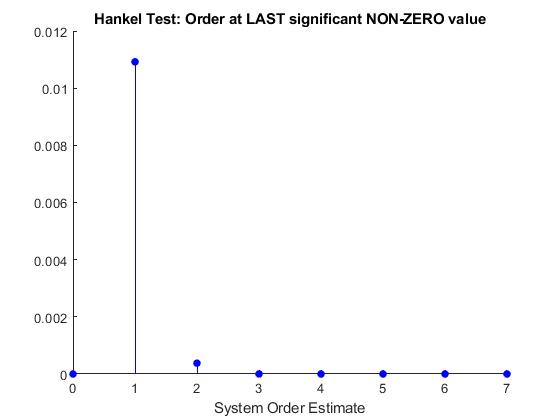 Hankel Test: Order at LAST significant NON-ZERO value
0.012
0.01
0.008
0.006
0.004
0.002
0
0 1 2 3 4 5 6 7
System Order Estimate